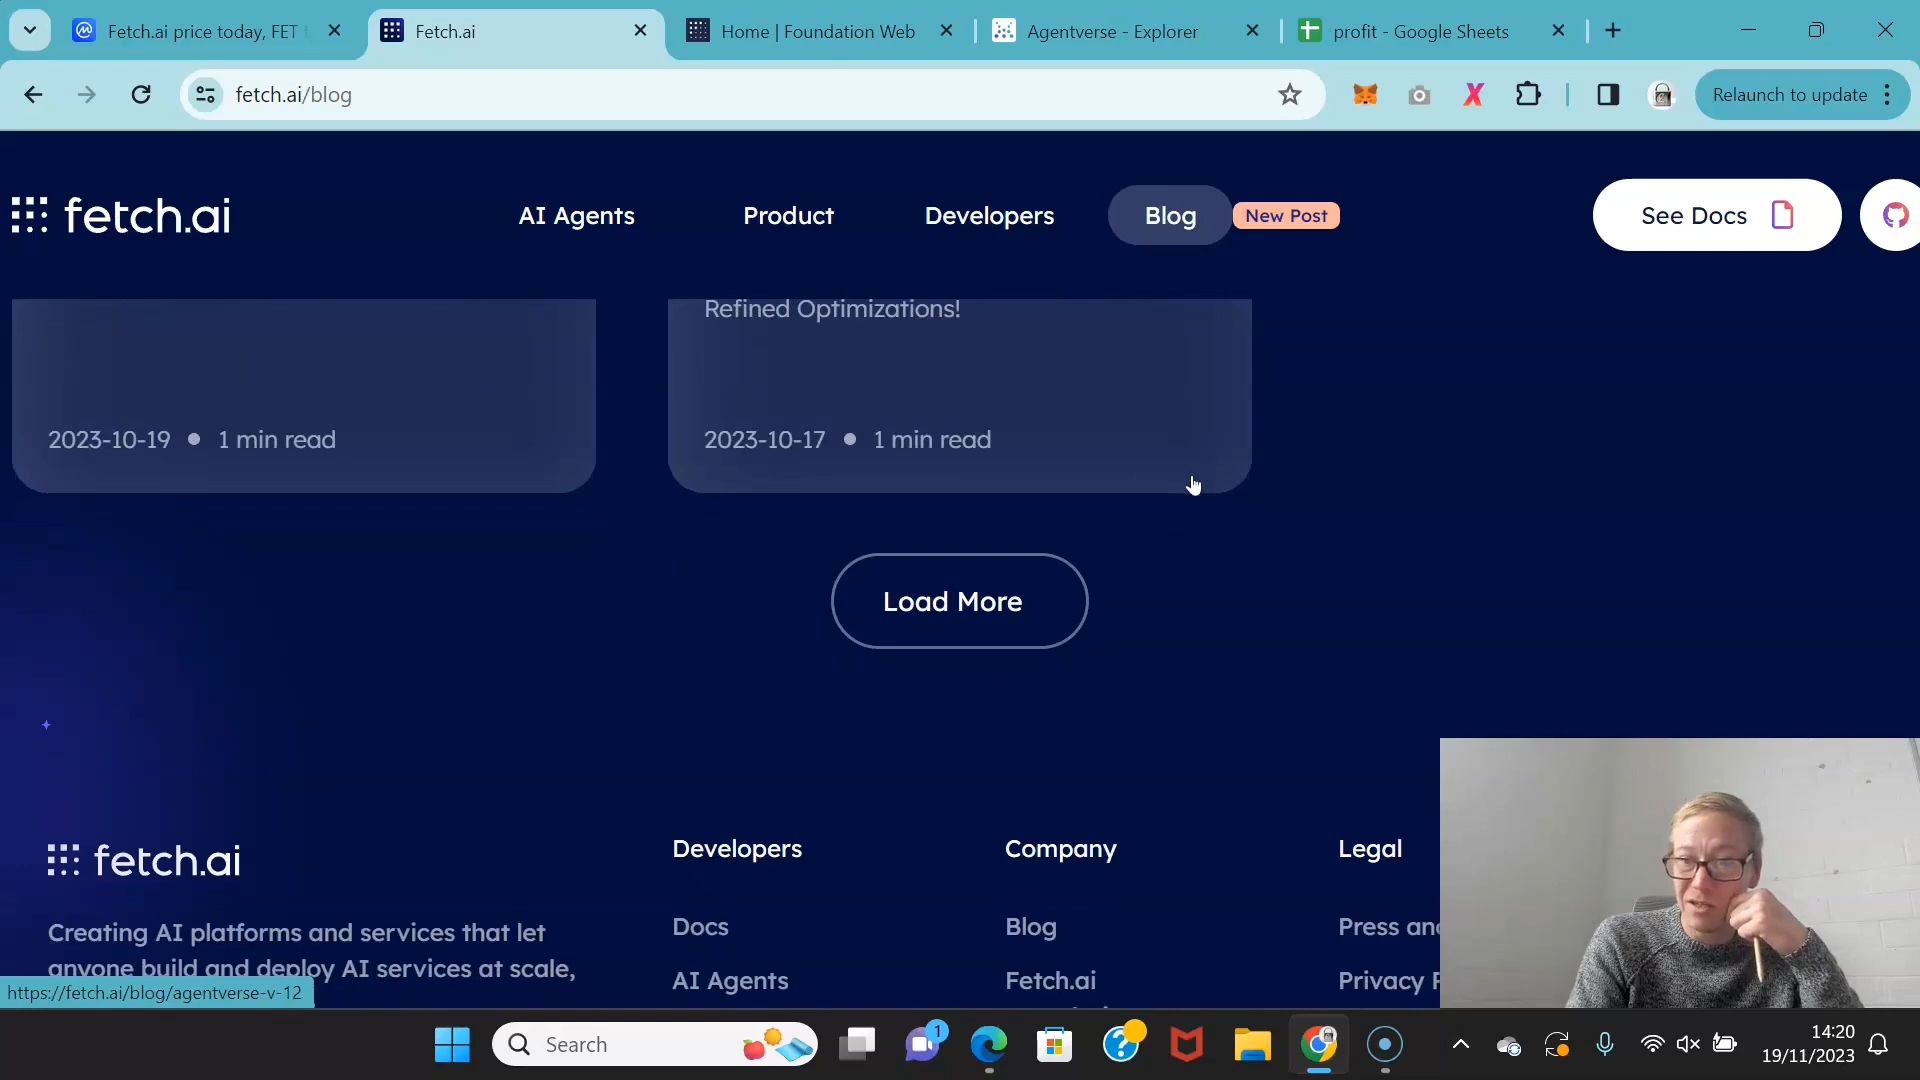 Fetch.ai price today, FET
Fetch.ai
Home | Foundation Web
Agentverse - Explorer
profit - Google Sheets
fetch.ai/blog
Relaunch to update
fetch.ai
AI Agents
Product
Developers
Blog
New Post
See Docs
Refined Optimizations!
2023-10-19 • 1 min read
2023-10-17 • 1 min read
Load More
fetch.ai
Creating AI platforms and services that let
anyone build and deploy AI services at scale,
Developers
Docs
AI Agents
Company
Blog
Fetch.ai
Legal
Press an
Privacy
https://fetch.ai/blog/agentverse-v-12
Search
1
14:20
19/11/2023